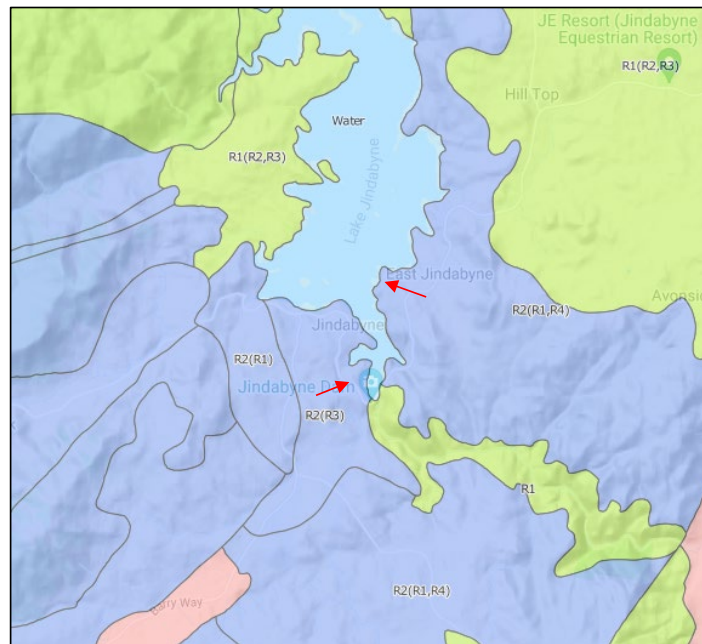 JE Resort (Jindabyne
Equestrian Resort)
R1(R2,R3)
Hill Top
Water
R1(R2,R3)
Lake Jindabyne
East Jindabyne
Avonsid
R2(R1,R4)
Jindabyne
R2(R1)
Jindabyne Dam
R2(R3)
R1
R2(R1,R4)
Barry Way